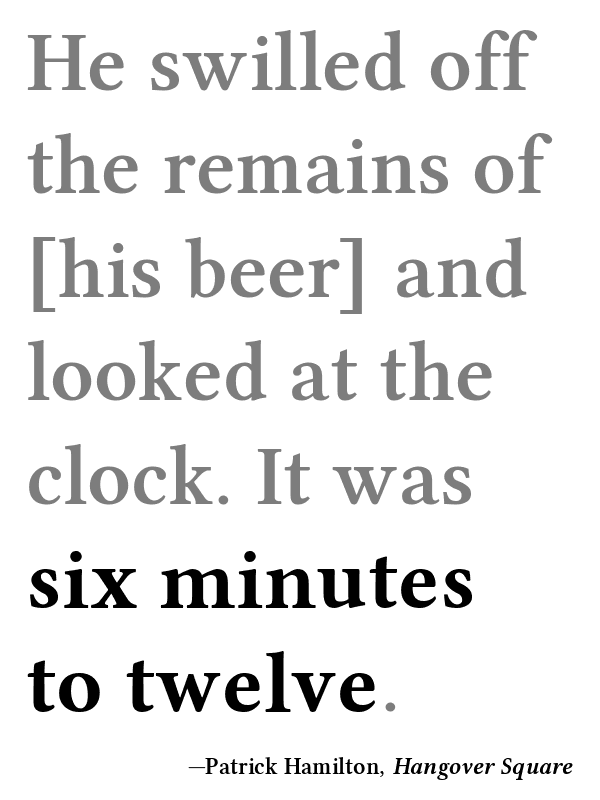 He swilled off
the remains of
[his beer] and
looked at the
clock. It was
six minutes
to twelve.
—Patrick Hamilton, Hangover Square